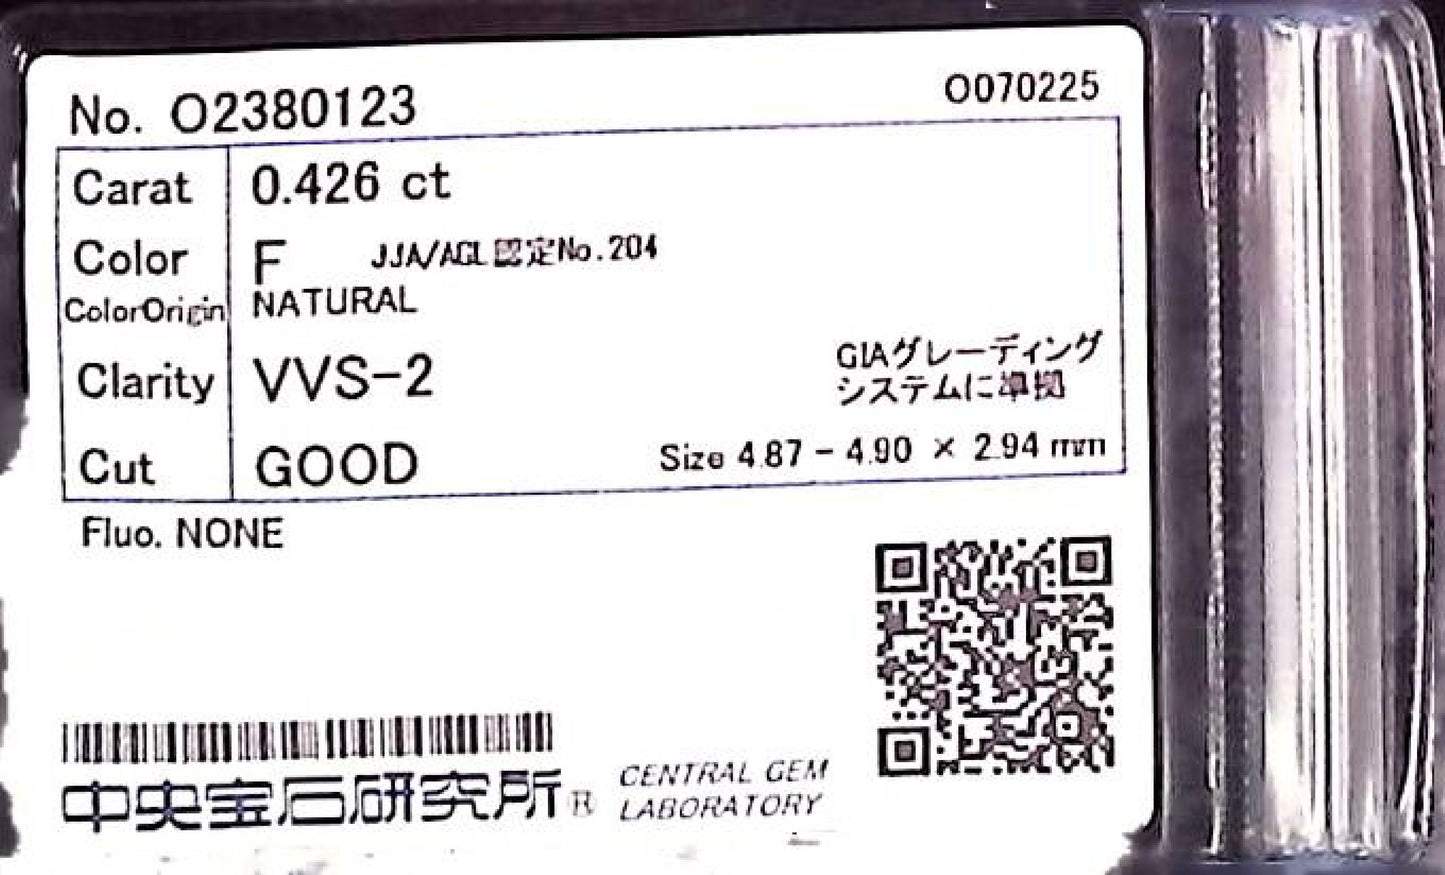 No. O2380123
O070225
Carat 0.426 ct
Color F JJA/AGL認定No.204
ColorOrigin NATURAL
Clarity VVS-2
GIAグレーディング
システムに準拠
Cut GOOD Size 4.87 - 4.90 × 2.94 mm
Fluo. NONE
中央宝石研究所®
CENTRAL GEM
LABORATORY